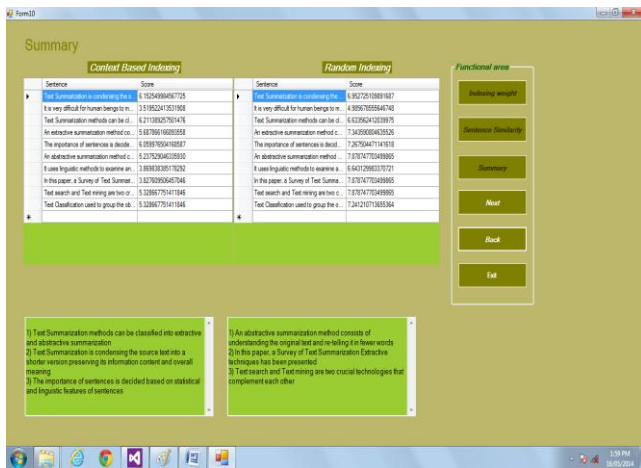 Form10
Summary
Context Based Indexing
Sentence Score
Text Summarization is condensing the s... 6.152549984567725
It is very difficult for human beings to m... 3.519522413531908
Text Summarization methods can be cl... 6.211389257501476
An extractive summarization method co... 5.687866166083558
The importance of sentences is decide... 6.059976504168587
An abstractive summarization method c... 5.237529046335930
It uses linguistic methods to examine an... 3.869838385178292
In this paper, a Survey of Text Summari... 3.827609506457046
Text search and Text mining are two cr... 5.328667751411846
Text Classification used to group the ob... 5.328667751411846
Random Indexing
Sentence Score
Text Summarization is condensing the ... 6.952725109891687
It is very difficult for human beings to m... 4.985678555646748
Text Summarization methods can be cl... 6.633562412039975
An extractive summarization method c... 7.343590804639526
The importance of sentences is decid... 7.267504471141618
An abstractive summarization method ... 7.878747703499865
It uses linguistic methods to examine a... 6.643129983370721
In this paper, a Survey of Text Summa... 7.878747703499865
Text search and Text mining are two c... 7.878747703499865
Text Classification used to group the o... 7.241210713695364
Functional area
Indexing weight
Sentence Similarity
Summary
Next
Back
Exit
1) Text Summarization methods can be classified into extractive
and abstractive summarization
2) Text Summarization is condensing the source text into a
shorter version preserving its information content and overall
meaning
3) The importance of sentences is decided based on statistical
and linguistic features of sentences
1) An abstractive summarization method consists of
understanding the original text and re-telling it in fewer words
2) In this paper, a Survey of Text Summarization Extractive
techniques has been presented
3) Text search and Text mining are two crucial technologies that
complement each other
1:59 PM
16/05/2014